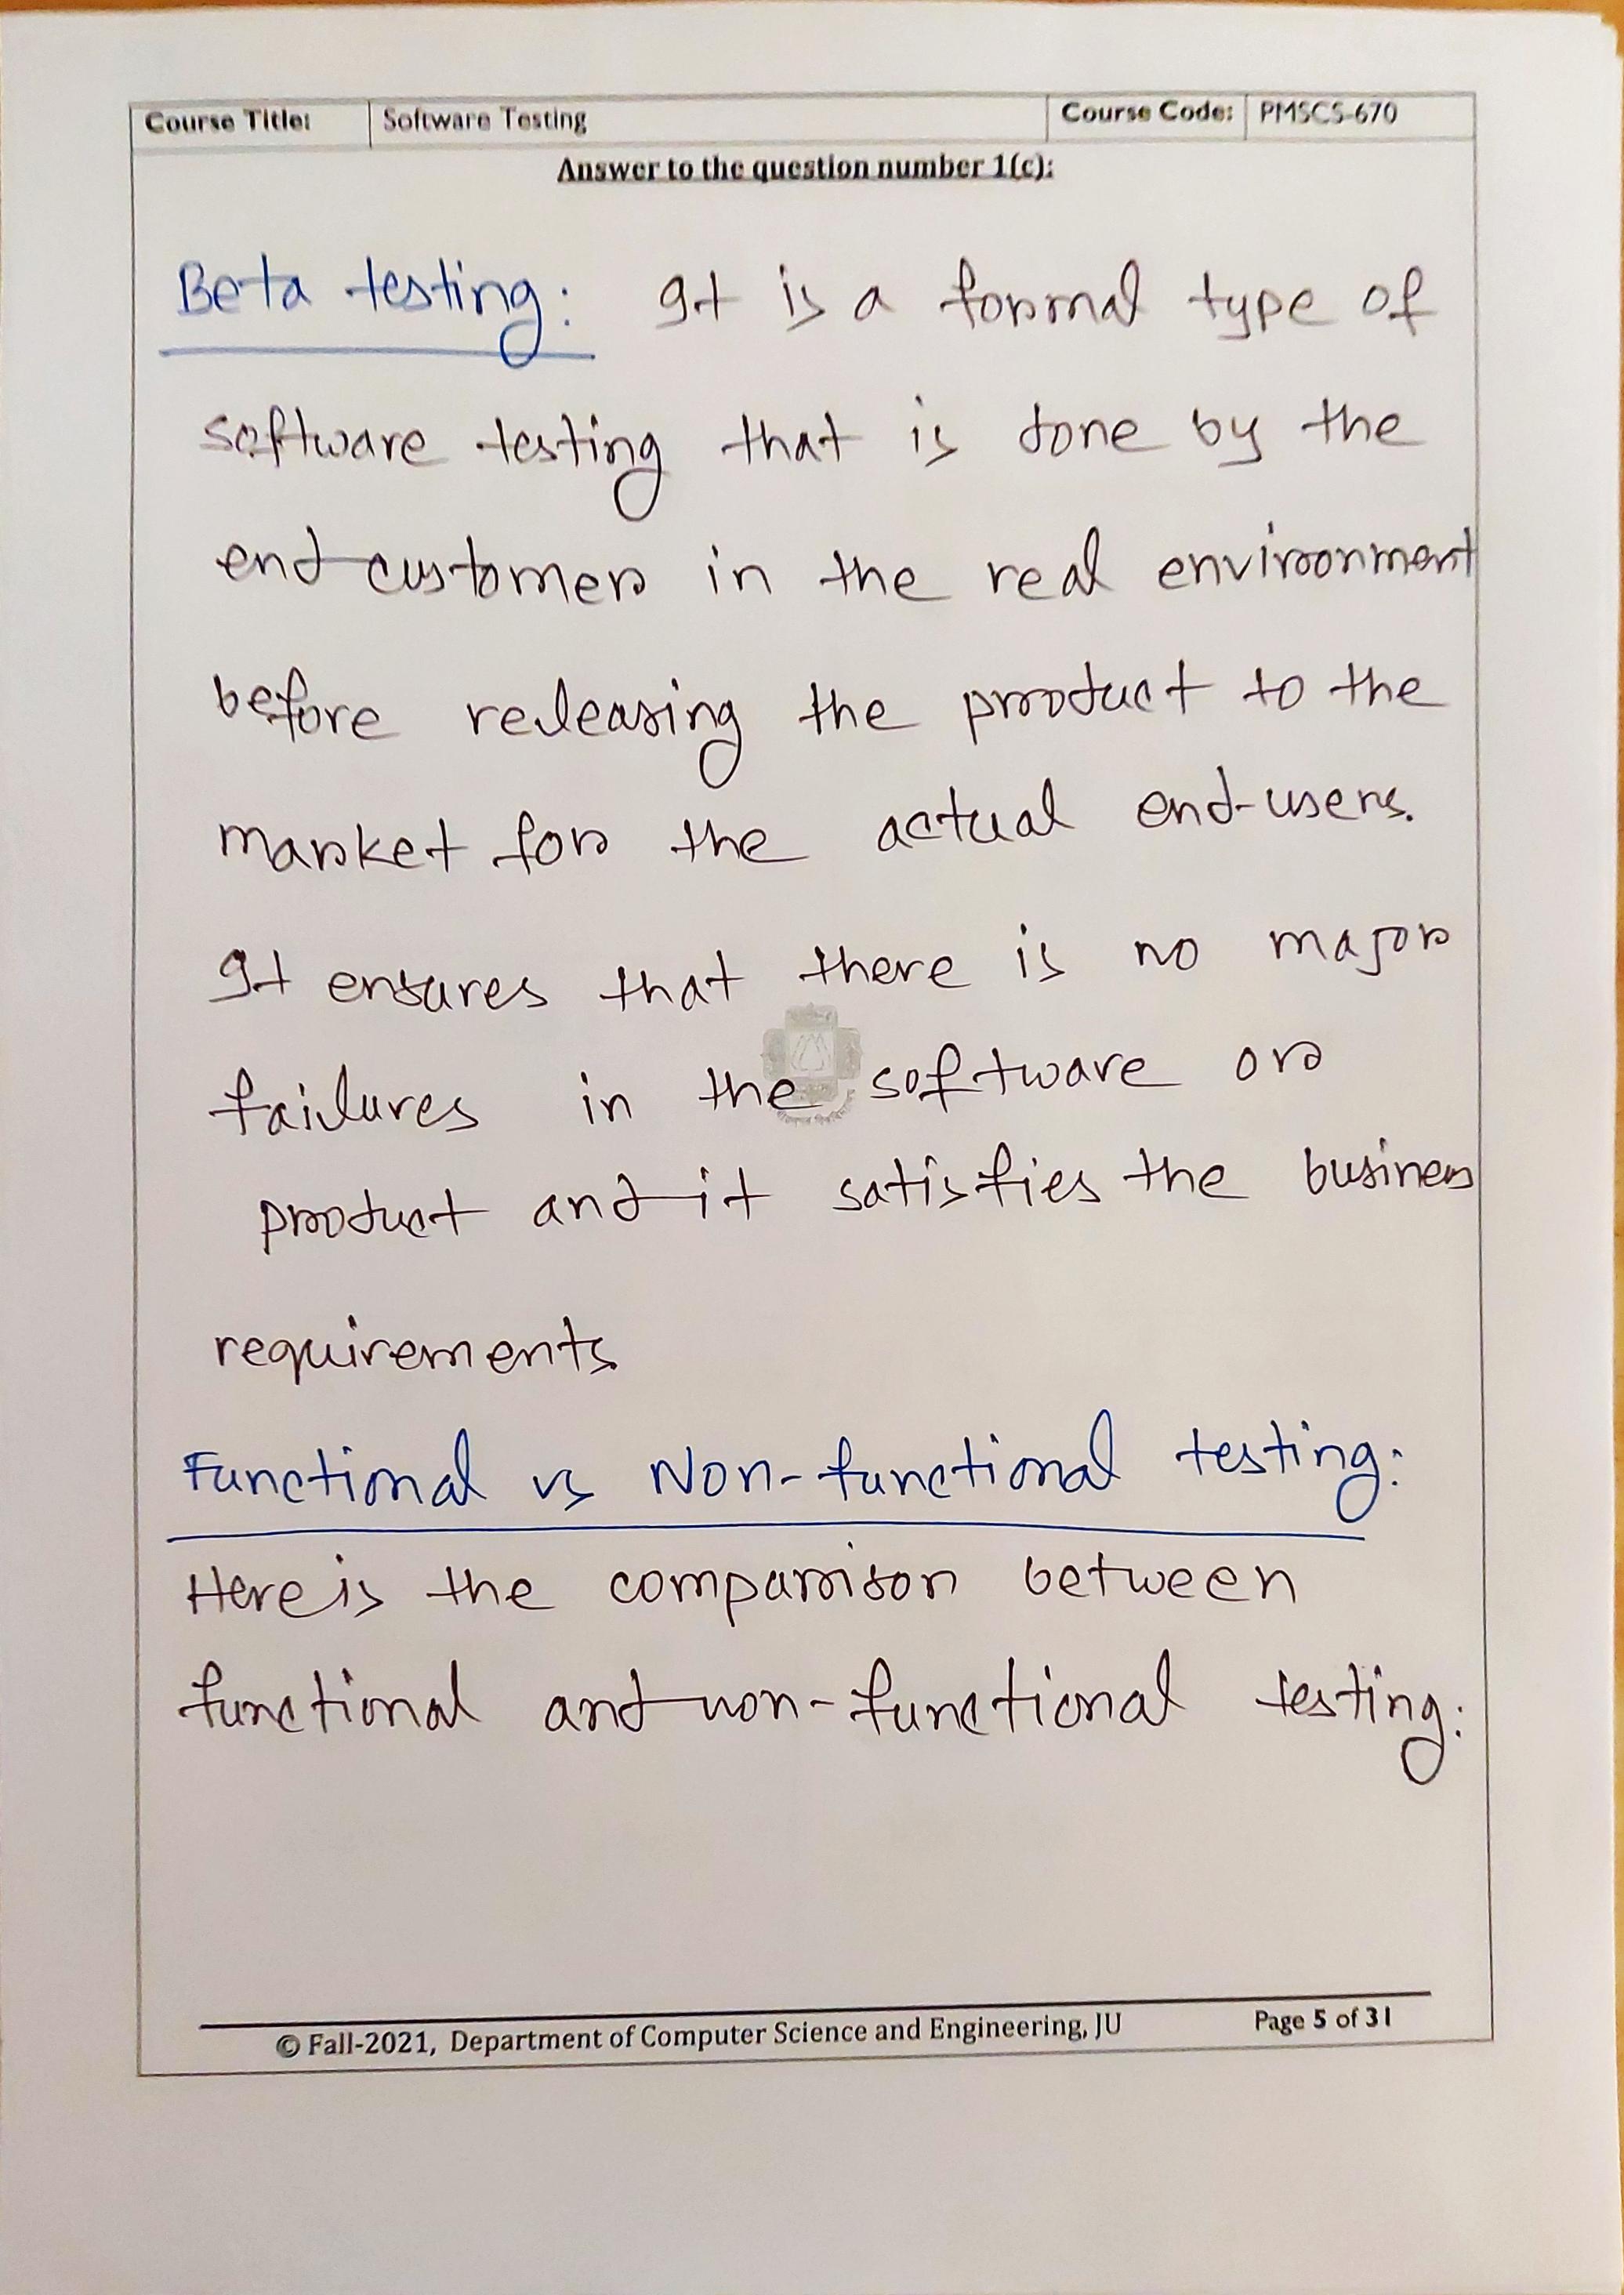 Course Title: Software Testing Course Code: PMSCS-670
Answer to the question number 1(c):
Beta testing: It is a formal type of
software testing that is done by the
end customer in the real environment
before releasing the product to the
market for the actual end-users.
It ensures that there is no major
failures in the software or
product and it satisfies the business
requirements
Functional vs Non-functional testing:
Here is the comparison between
functional and non-functional testing:
© Fall-2021, Department of Computer Science and Engineering, JU Page 5 of 31